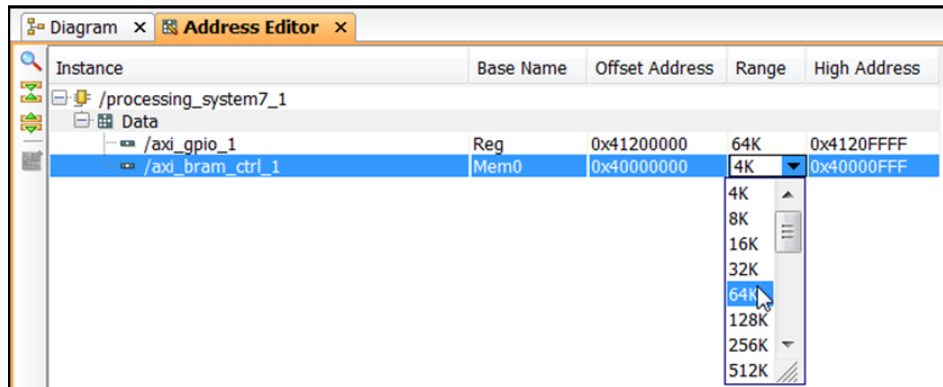 Diagram × Address Editor ×
Instance Base Name Offset Address Range High Address
/processing_system7_1
Data
/axi_gpio_1 Reg 0x41200000 64K 0x4120FFFF
/axi_bram_ctrl_1 Mem0 0x40000000 4K 0x40000FFF
4K
8K
16K
32K
64K
128K
256K
512K